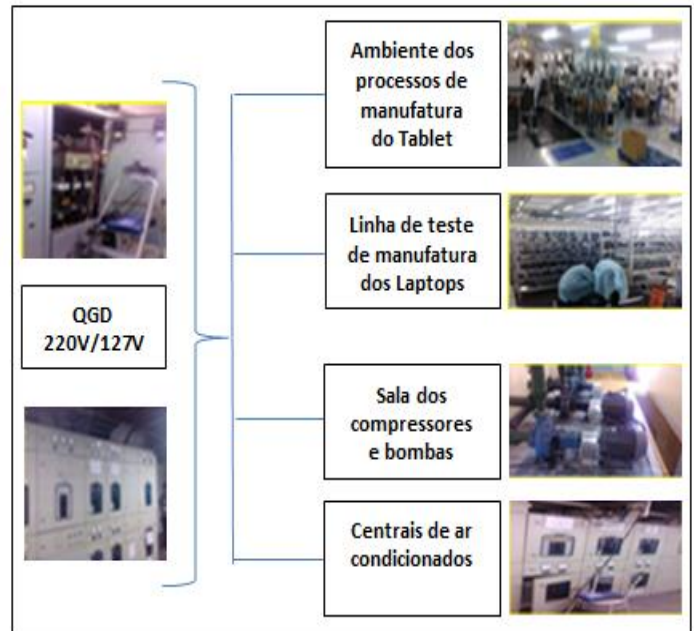 QGD
220V/127V
Ambiente dos
processos de
manufatura
do Tablet
Linha de teste
de manufatura
dos Laptops
Sala dos
compressores
e bombas
Centrais de ar
condicionados